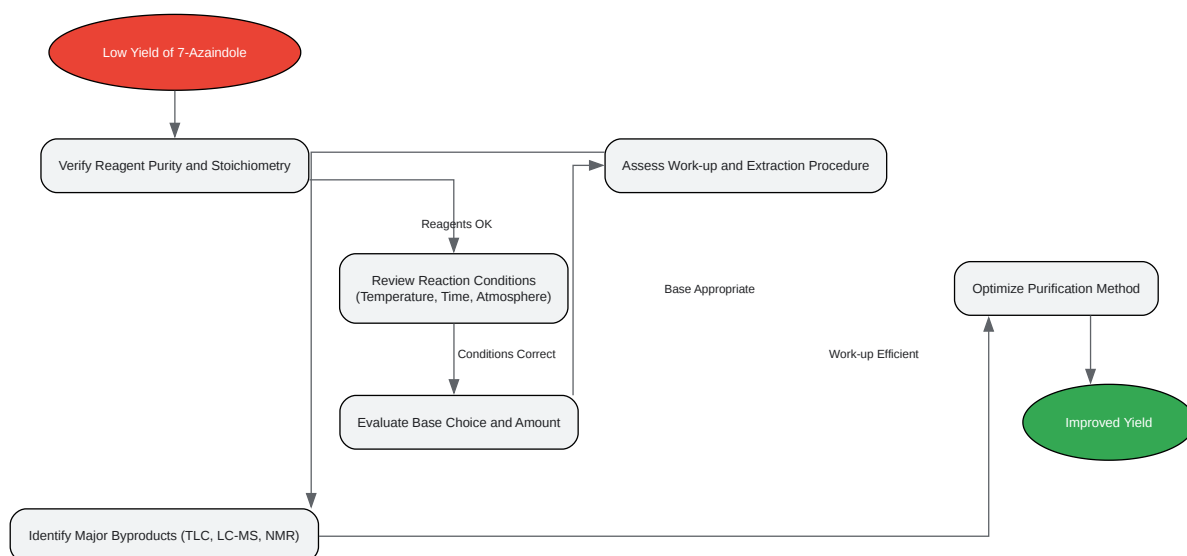 Low Yield of 7-Azaindole
Verify Reagent Purity and Stoichiometry
Assess Work-up and Extraction Procedure
Reagents OK
Review Reaction Conditions
(Temperature, Time, Atmosphere)
Optimize Purification Method
Base Appropriate
Conditions Correct
Work-up Efficient
Evaluate Base Choice and Amount
Improved Yield
Identify Major Byproducts (TLC, LC-MS, NMR)